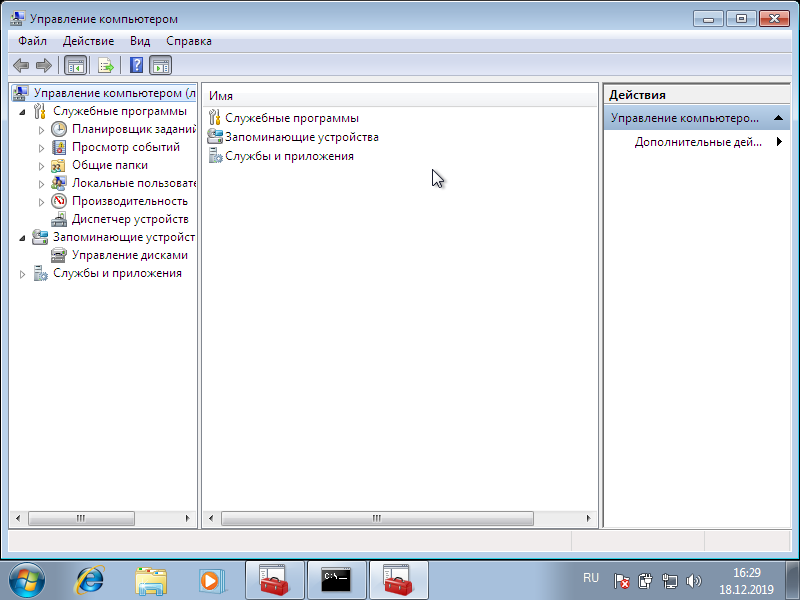 Управление компьютером
Файл Действие Вид Справка
Управление компьютером (л
Служебные программы
Планировщик заданий
Просмотр событий
Общие папки
Локальные пользовате
Производительность
Диспетчер устройств
Запоминающие устройст
Управление дисками
Службы и приложения
Имя
Служебные программы
Запоминающие устройства
Службы и приложения
Действия
Управление компьютеро...
Дополнительные дей...
C:\_
RU
16:29
18.12.2019